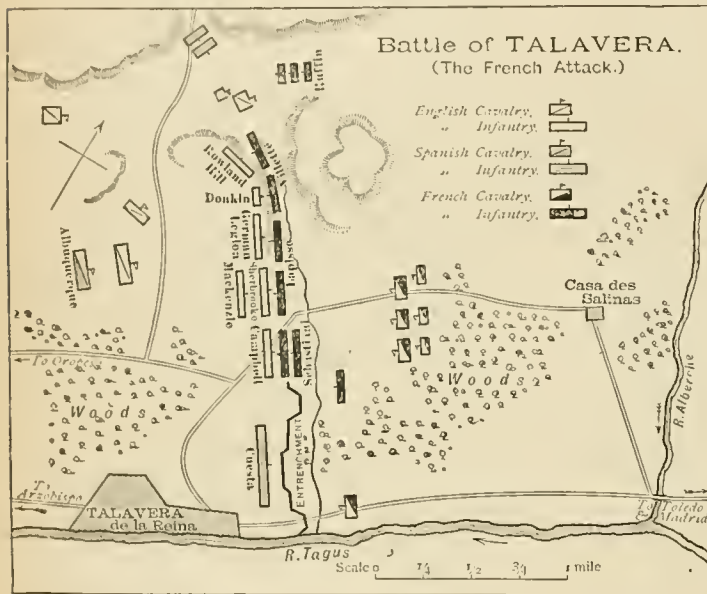 Battle of TALAVERA.
(The French Attack.)
English Cavalry,
„ Infantry.
Spanish Cavalry,
„ Infantry.
French Cavalry,
„ Infantry.
Ruffin
Villatte
Rowland
Hill
Donkin
German
Legion
Lapisse
Sherbrooke
Mackenzie
Campbell
Sebastiani
Albuquerque
Casa des
Salinas
Woods
R. Alberche
To Oropesa
Woods
Cuesta
ENTRENCHMENT
To
Arzobispo
TALAVERA
de la Reina
To
Toledo
Madrid
R. Tagus
Scale 0 1/4 1/2 3/4 1 mile